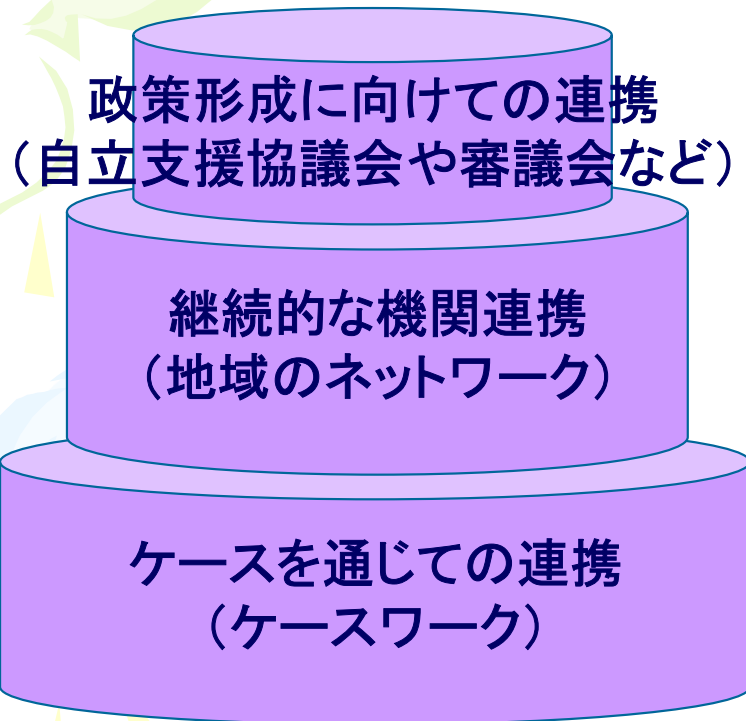 政策形成に向けての連携
（自立支援協議会や審議会など）
継続的な機関連携
（地域のネットワーク）
ケースを通じての連携
（ケースワーク）